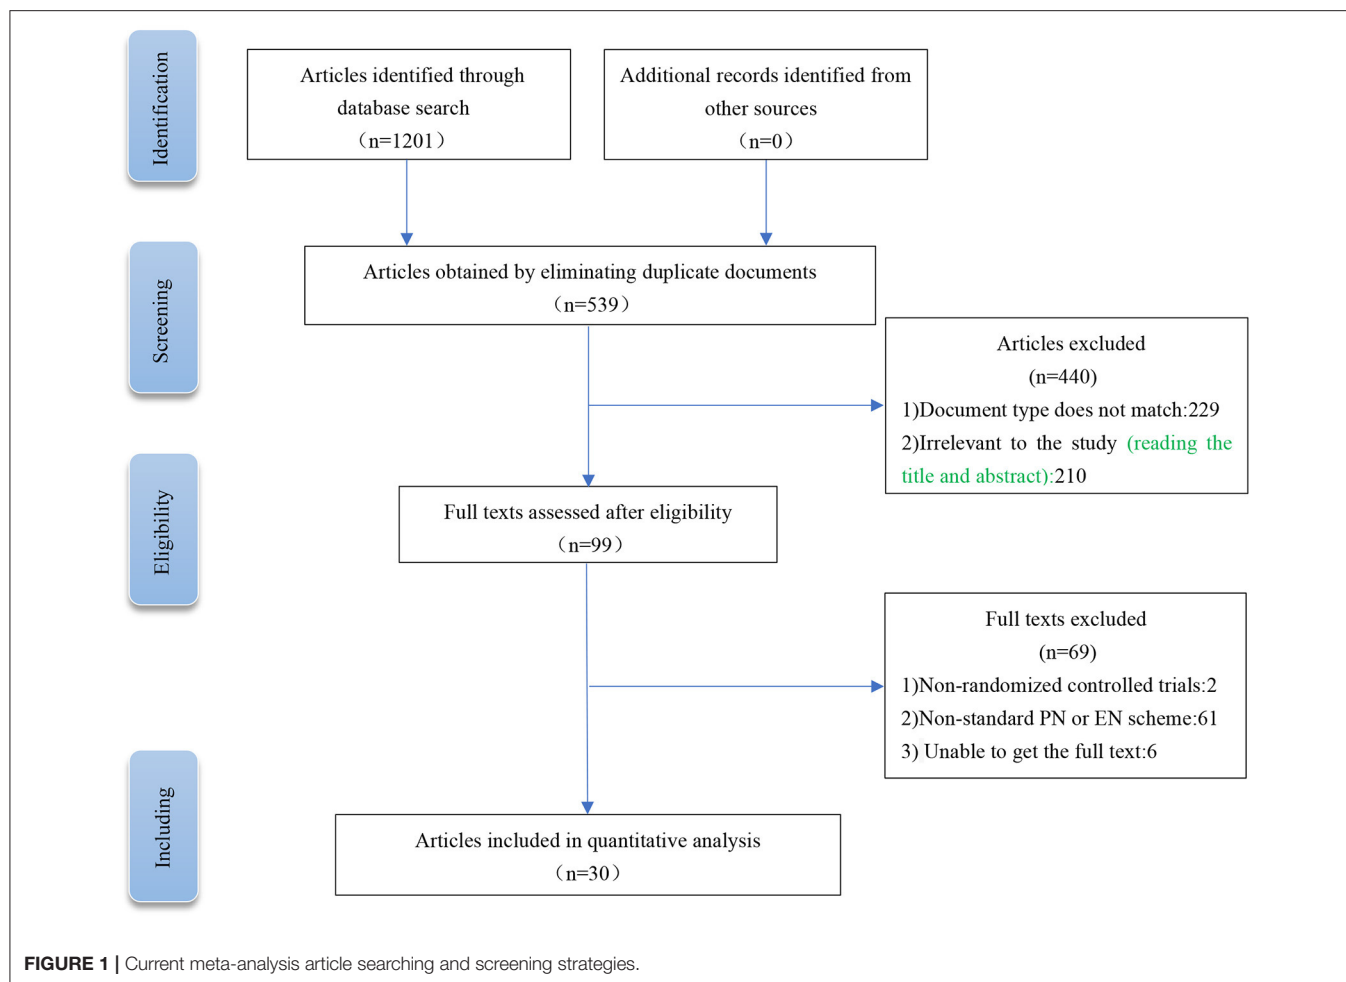 Identification
Articles identified through
database search
（n=1201）
Additional records identified from
other sources
（n=0）
Screening
Articles obtained by eliminating duplicate documents
（n=539）
Articles excluded
(n=440)
1)Document type does not match:229
2)Irrelevant to the study (reading the
title and abstract):210
Eligibility
Full texts assessed after eligibility
（n=99）
Full texts excluded
(n=69)
1)Non-randomized controlled trials:2
2)Non-standard PN or EN scheme:61
3) Unable to get the full text:6
Including
Articles included in quantitative analysis
（n=30）
FIGURE 1 | Current meta-analysis article searching and screening strategies.